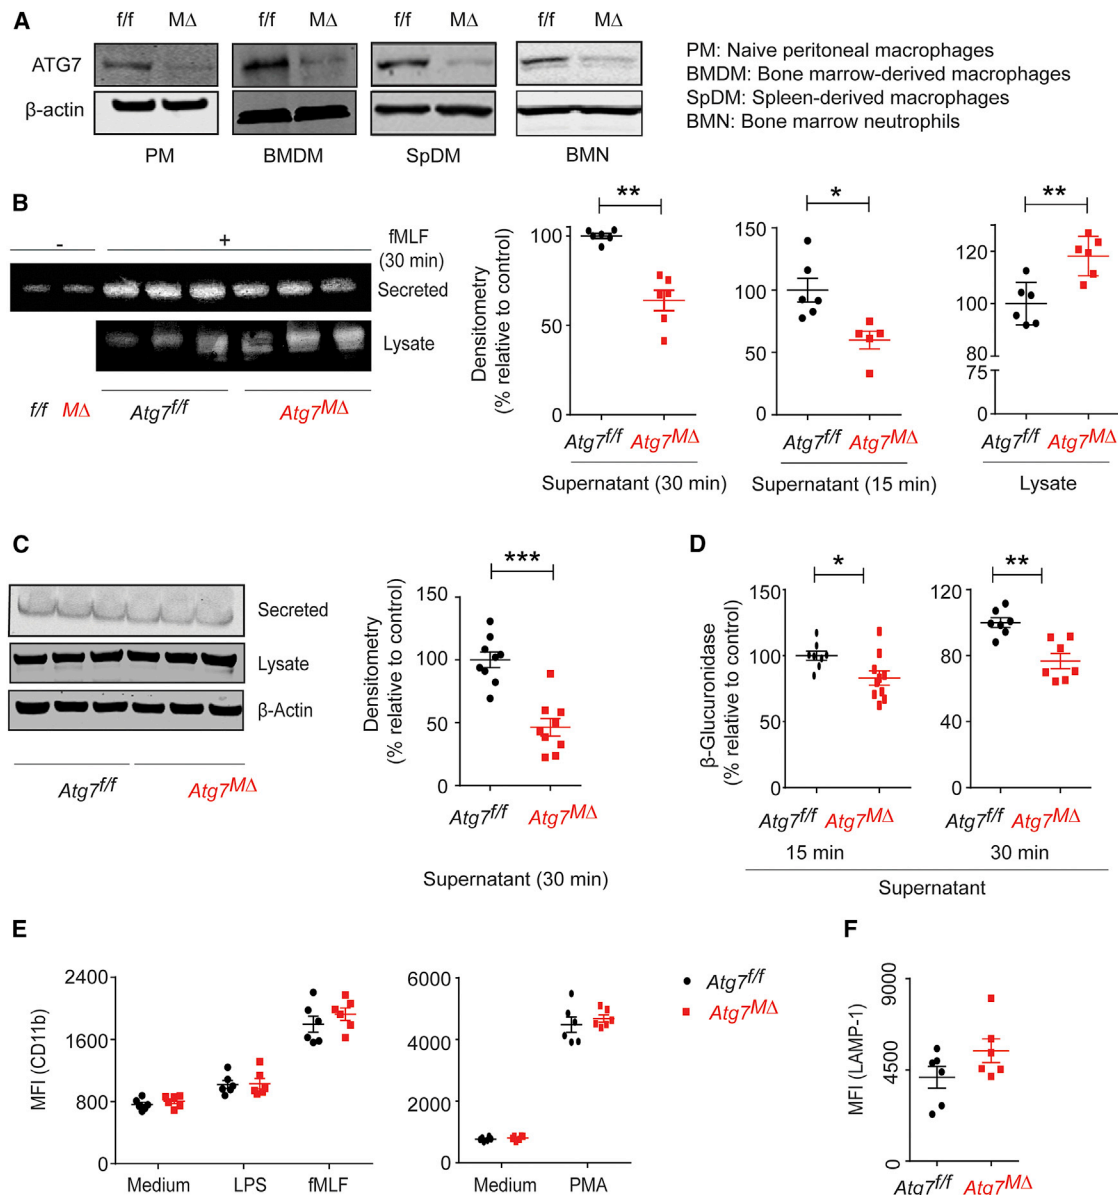 A
f/f MΔ f/f MΔ f/f MΔ f/f MΔ
ATG7
β-actin
PM BMDM SpDM BMN
PM: Naive peritoneal macrophages
BMDM: Bone marrow-derived macrophages
SpDM: Spleen-derived macrophages
BMN: Bone marrow neutrophils
B
- + fMLF
(30 min)
Secreted
Lysate
f/f MΔ Atg7f/f Atg7MΔ
Densitometry
(% relative to control)
**
100
50
0
Atg7f/f Atg7MΔ
Supernatant (30 min)
*
150
100
50
0
Atg7f/f Atg7MΔ
Supernatant (15 min)
**
120
100
80
75
0
Atg7f/f Atg7MΔ
Lysate
C
Secreted
Lysate
β-Actin
Atg7f/f Atg7MΔ
Densitometry
(% relative to control)
***
150
100
50
0
Atg7f/f Atg7MΔ
Supernatant (30 min)
D
β-Glucuronidase
(% relative to control)
*
150
100
50
0
Atg7f/f Atg7MΔ
15 min
**
120
80
40
0
Atg7f/f Atg7MΔ
30 min
Supernatant
E
MFI (CD11b)
2400
1600
800
0
Medium LPS fMLF
6000
4000
2000
0
Medium PMA
Atg7f/f
Atg7MΔ
F
MFI (LAMP-1)
9000
4500
0
Atg7f/f Atg7MΔ